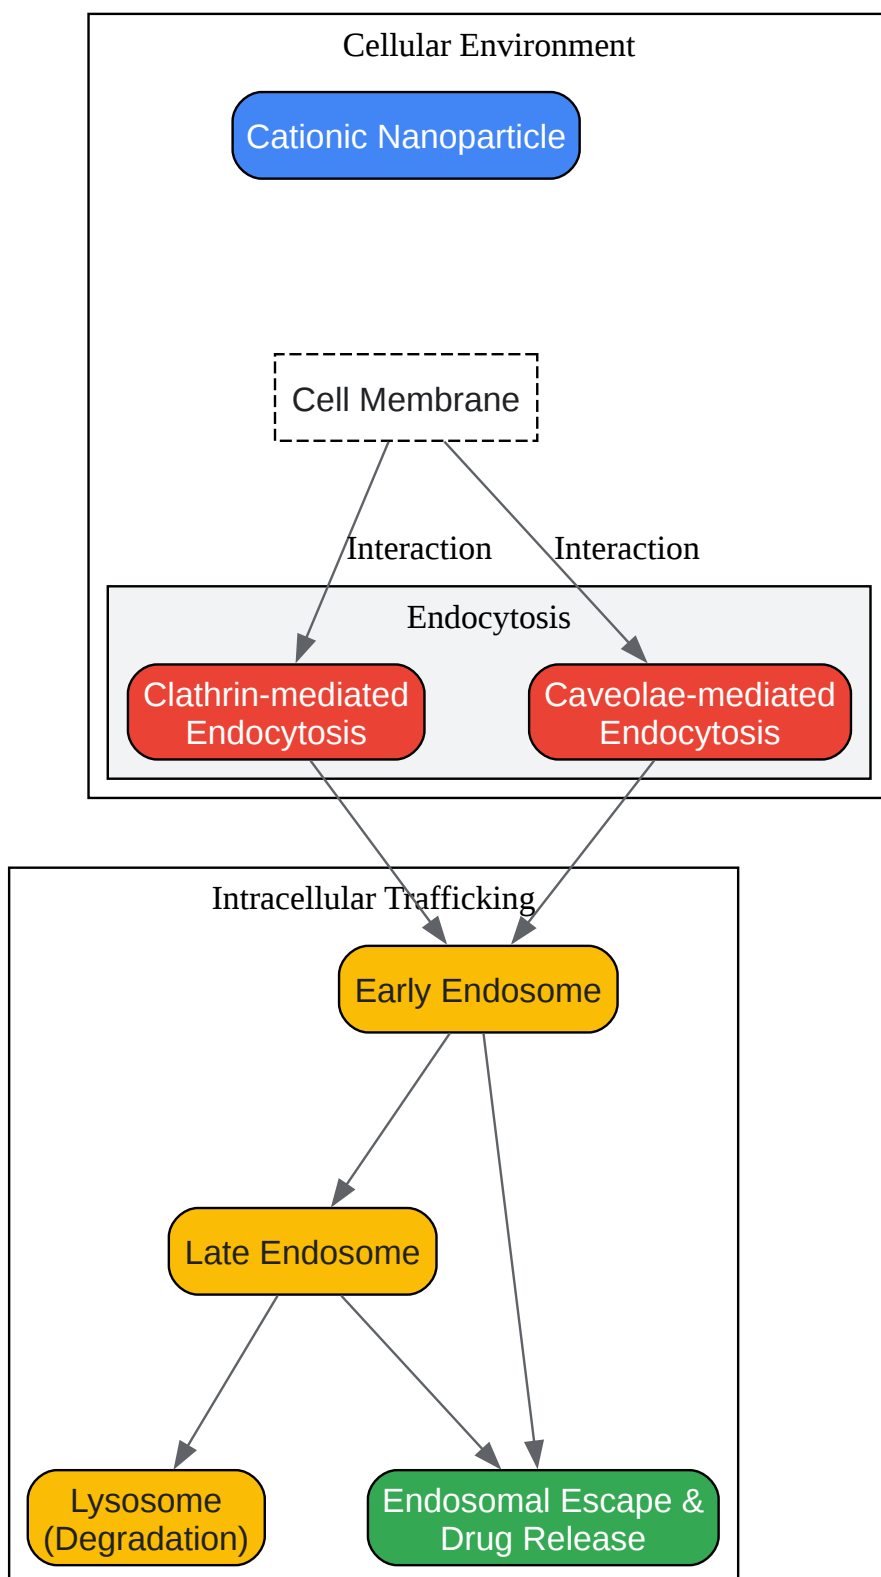 Cellular Environment
Cationic Nanoparticle
Cell Membrane
Interaction
Interaction
Endocytosis
Clathrin-mediated
Endocytosis
Caveolae-mediated
Endocytosis
Intracellular Trafficking
Early Endosome
Late Endosome
Lysosome
(Degradation)
Endosomal Escape &
Drug Release